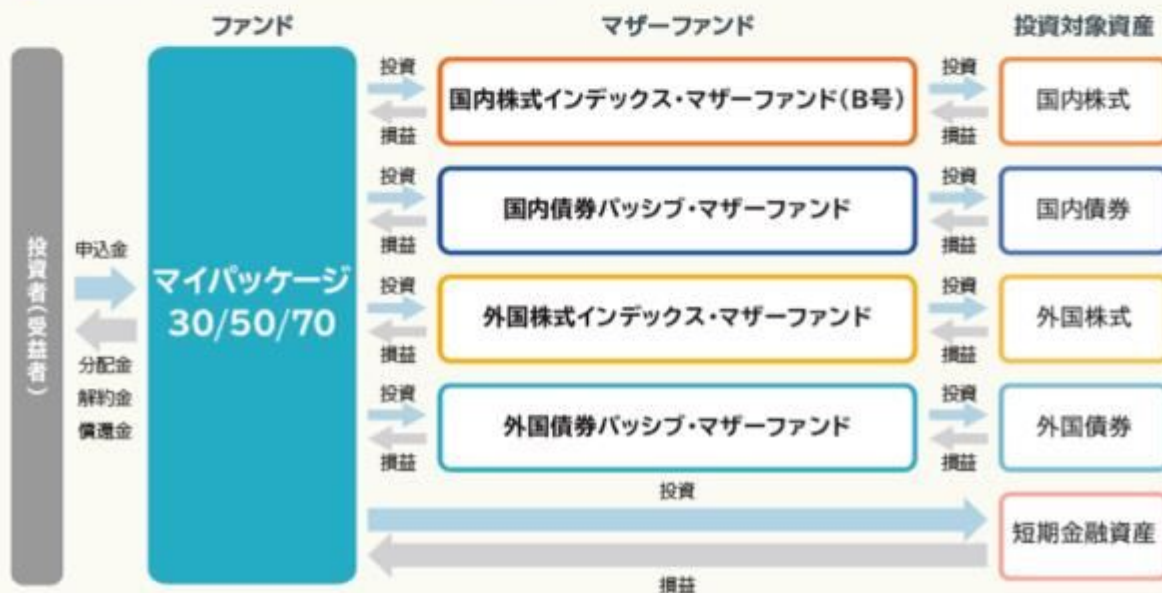 ファンド
マザーファンド
投資対象資産
投資者(受益者)
申込金
分配金
解約金
償還金
マイパッケージ
30/50/70
投資
損益
国内株式インデックス・マザーファンド(B号)
投資
損益
国内株式
投資
損益
国内債券パッシブ・マザーファンド
投資
損益
国内債券
投資
損益
外国株式インデックス・マザーファンド
投資
損益
外国株式
投資
損益
外国債券パッシブ・マザーファンド
投資
損益
外国債券
投資
損益
短期金融資産